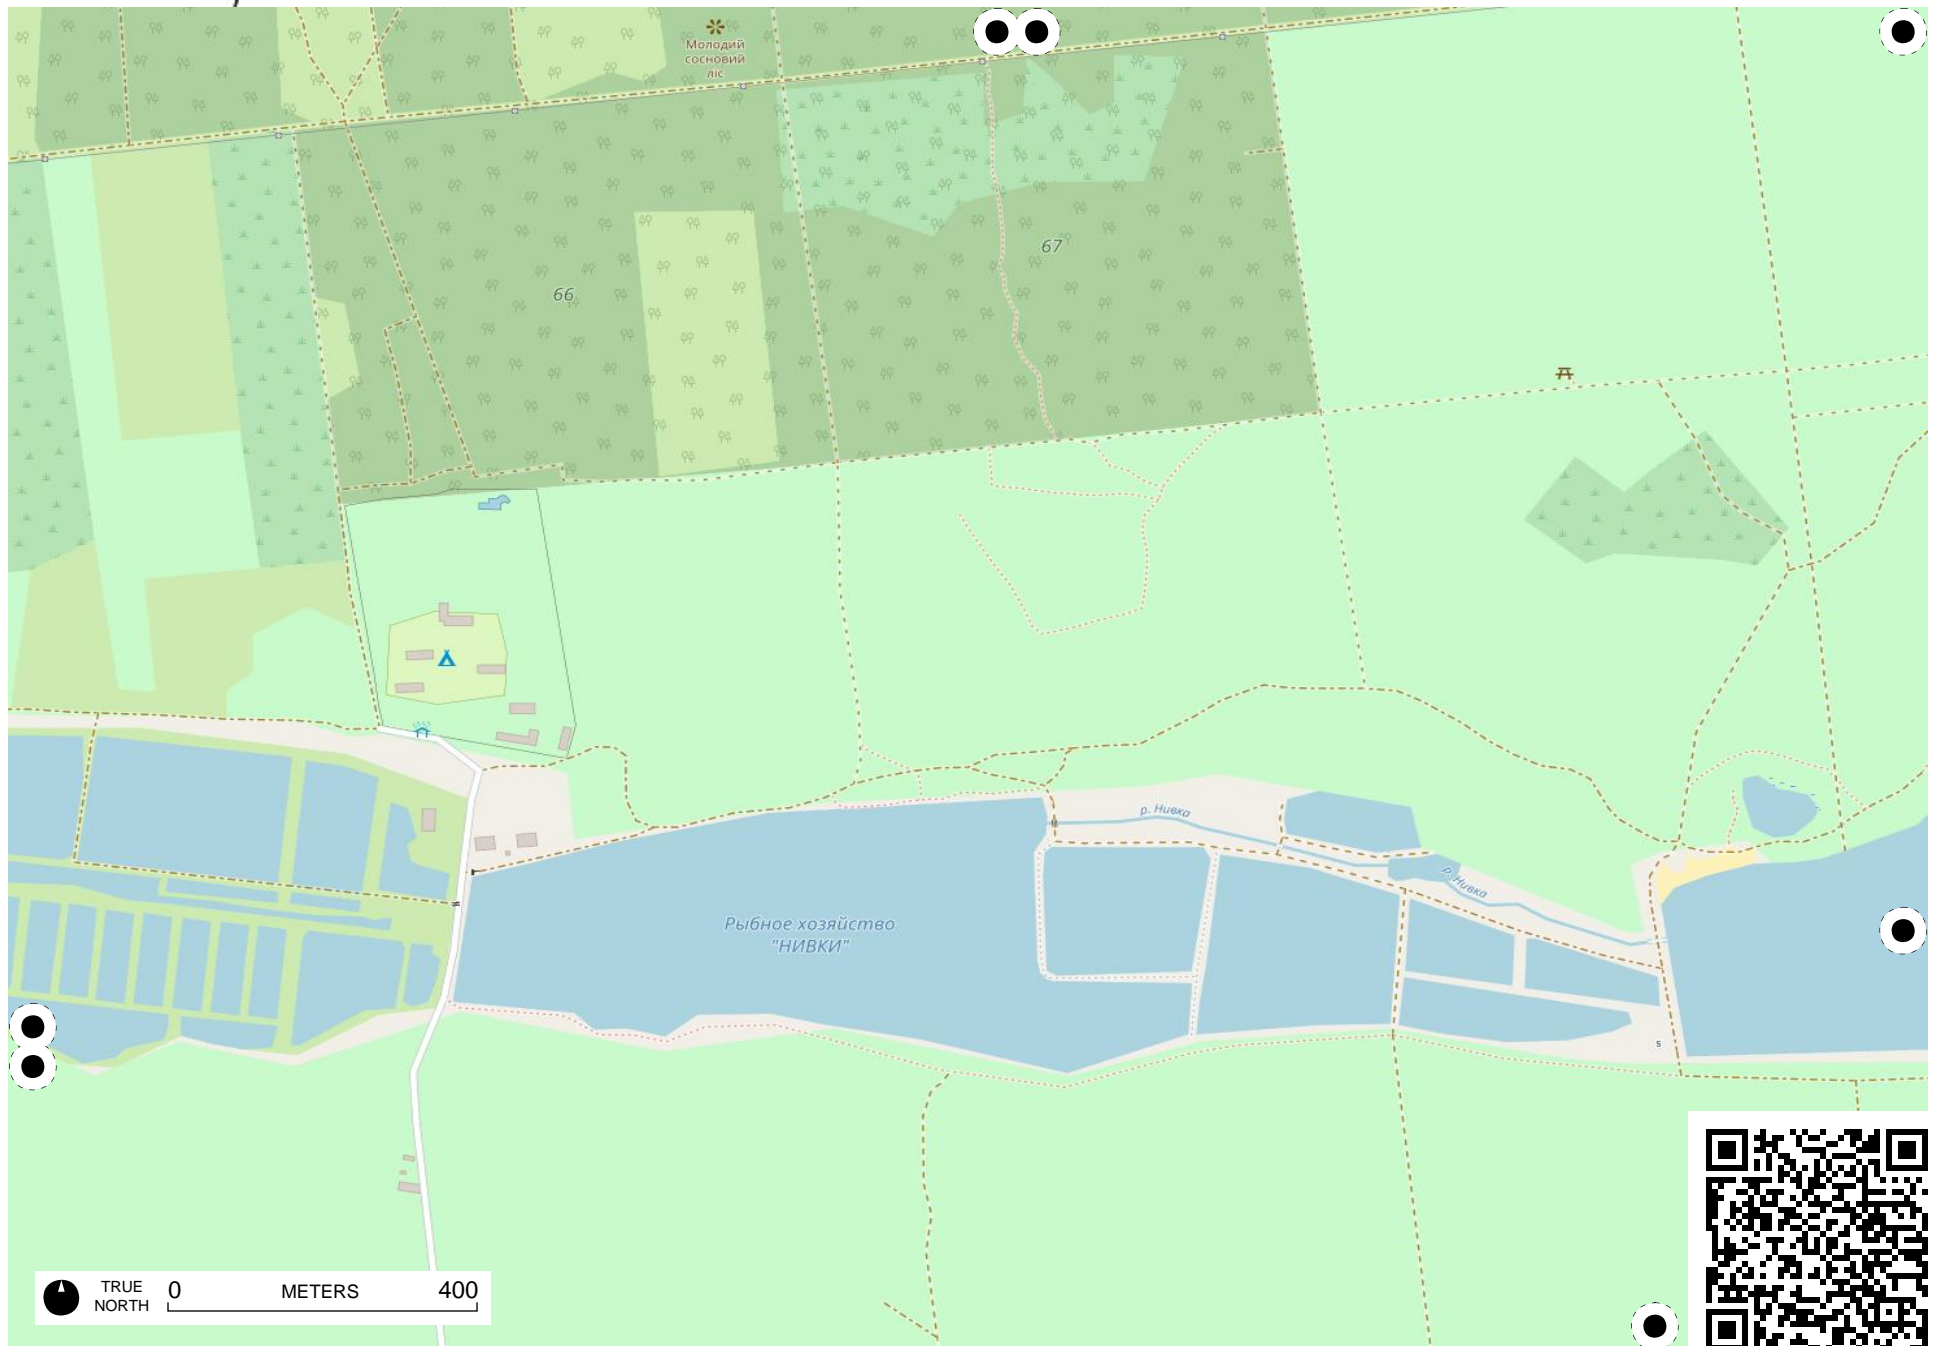 Молодий
сосновий
ліс
67
66
р. Нивка
р. Нивка
Рыбное хозяйство
"НИВКИ"
5
TRUE
NORTH
0 METERS 400